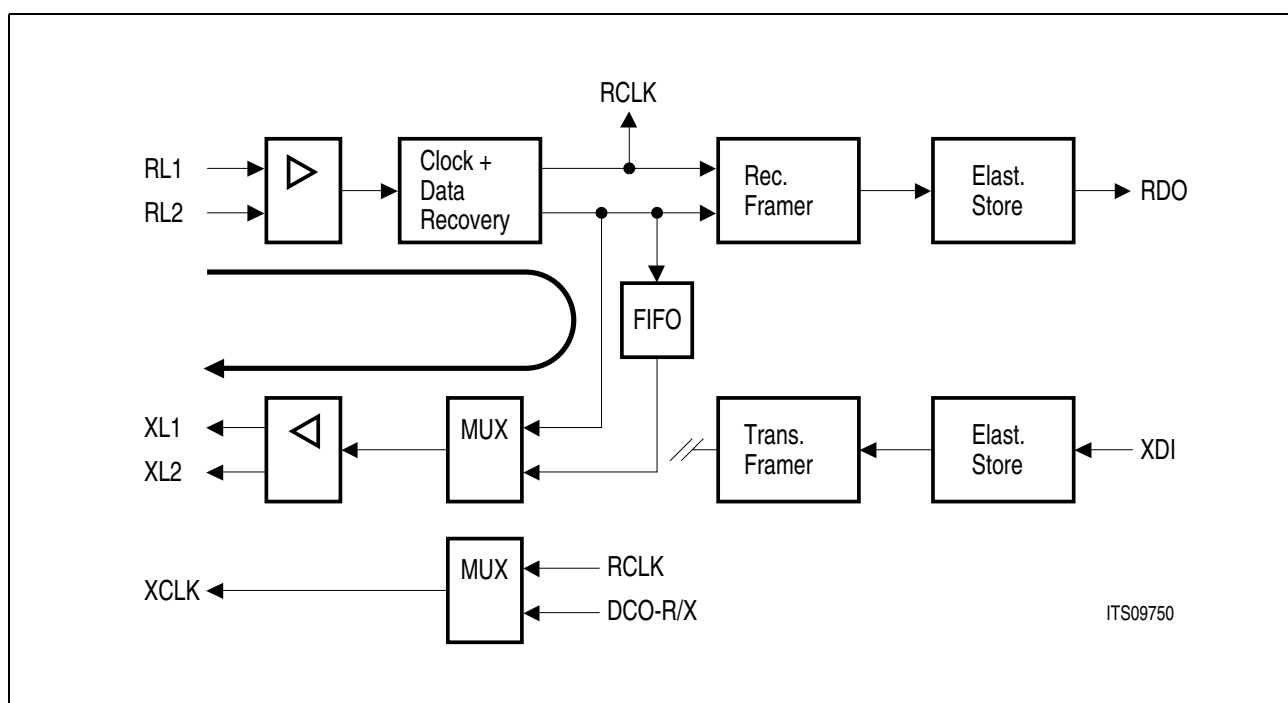 RCLK
RL1
RL2
Clock +
Data
Recovery
Rec.
Framer
Elast.
Store
RDO
FIFO
XL1
XL2
MUX
Trans.
Framer
Elast.
Store
XDI
XCLK
MUX
RCLK
DCO-R/X
ITS09750